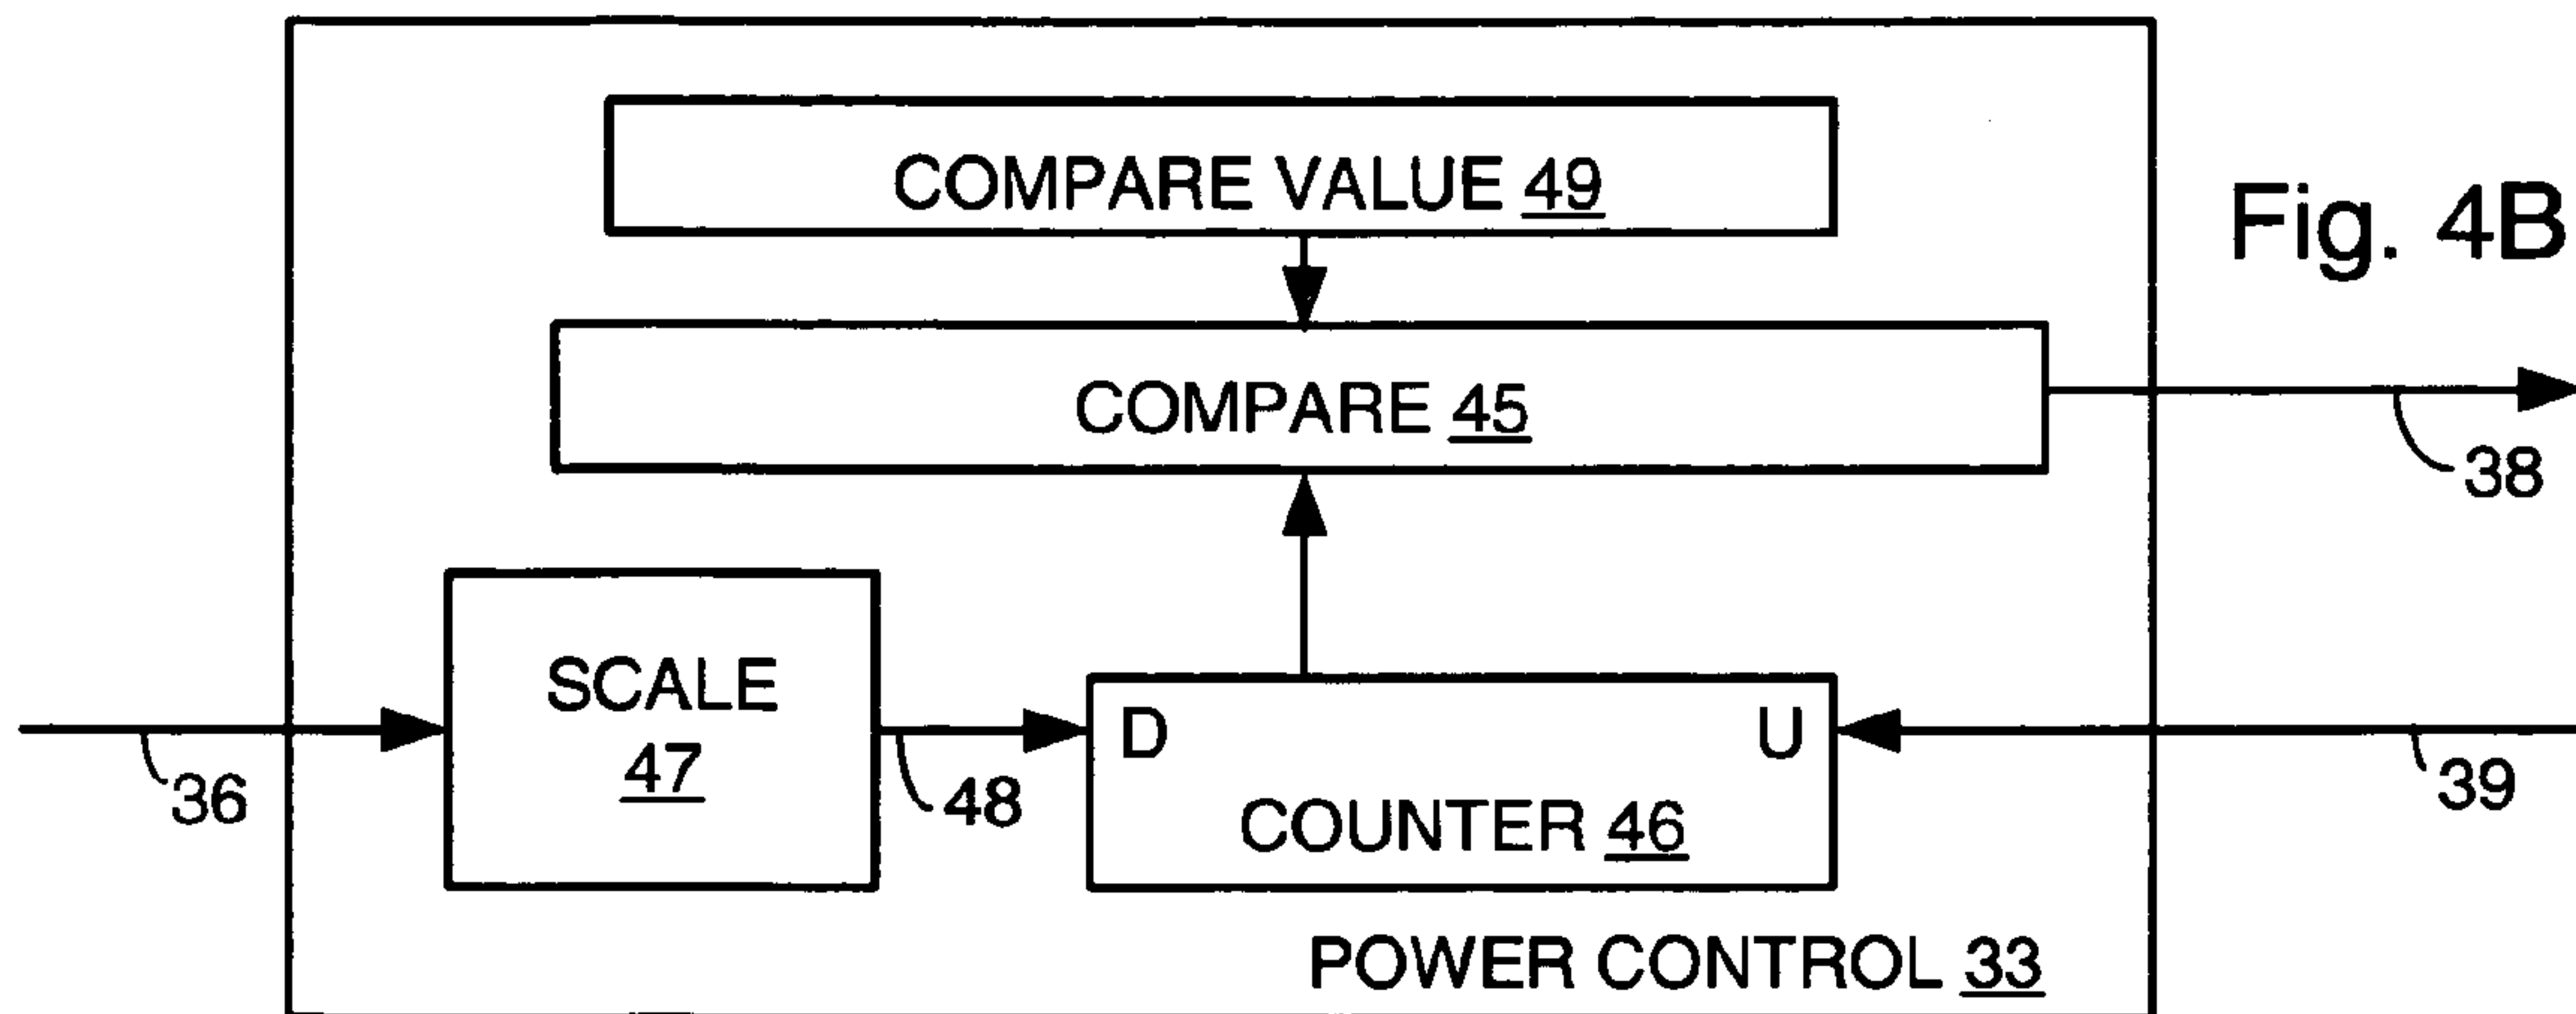 COMPARE VALUE 49
Fig. 4B
COMPARE 45
38
SCALE
47
D
U
36
48
39
COUNTER 46
POWER CONTROL 33